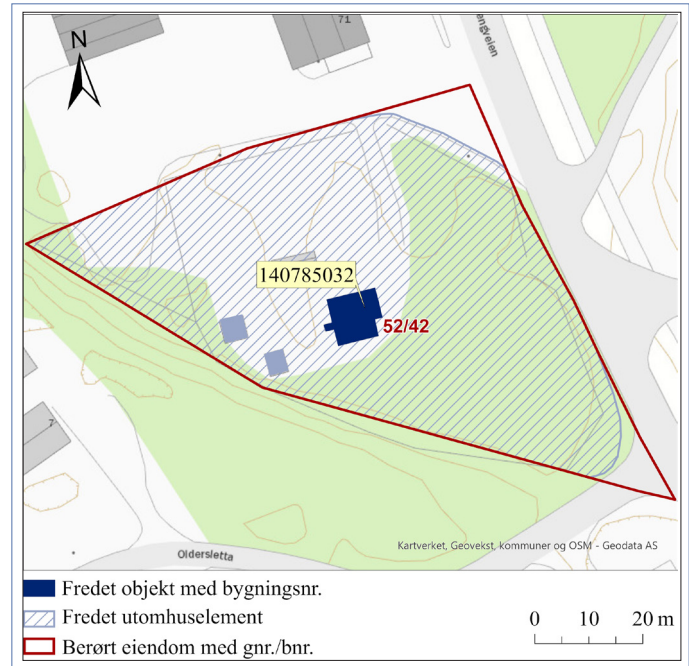 71
N
140785032
52/42
7
Oldersletta
Kartverket, Geovekst, kommuner og OSM - Geodata AS
Fredet objekt med bygningsnr.
Fredet utomhuselement
Berørt eiendom med gnr./bnr.
0 10 20 m